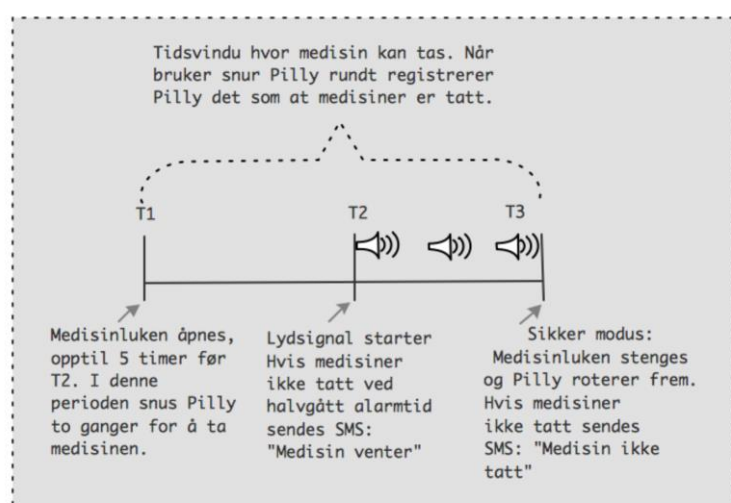 Tidsvindu hvor medisin kan tas. Når
bruker snur Pilly rundt registrerer
Pilly det som at medisiner er tatt.
T1
T2
T3
Medisinluken åpnes,
opptil 5 timer før
T2. I denne
perioden snus Pilly
to ganger for å ta
medisinen.
Lydsignal starter
Hvis medisiner
ikke tatt ved
halvgått alarmtid
sendes SMS:
"Medisin venter"
Sikker modus:
Medisinluken stenges
og Pilly roterer frem.
Hvis medisiner
ikke tatt sendes
SMS: "Medisin ikke
tatt"